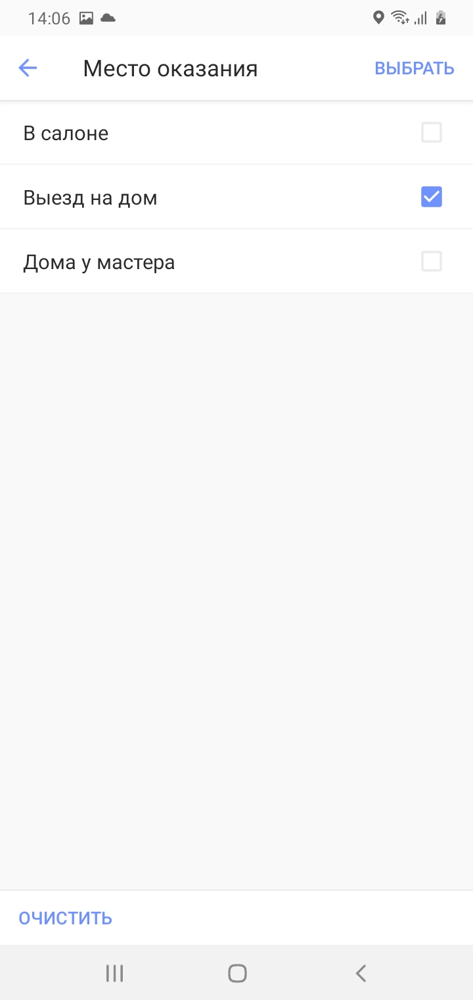 14:06
Место оказания
ВЫБРАТЬ
В салоне
Выезд на дом
Дома у мастера
ОЧИСТИТЬ